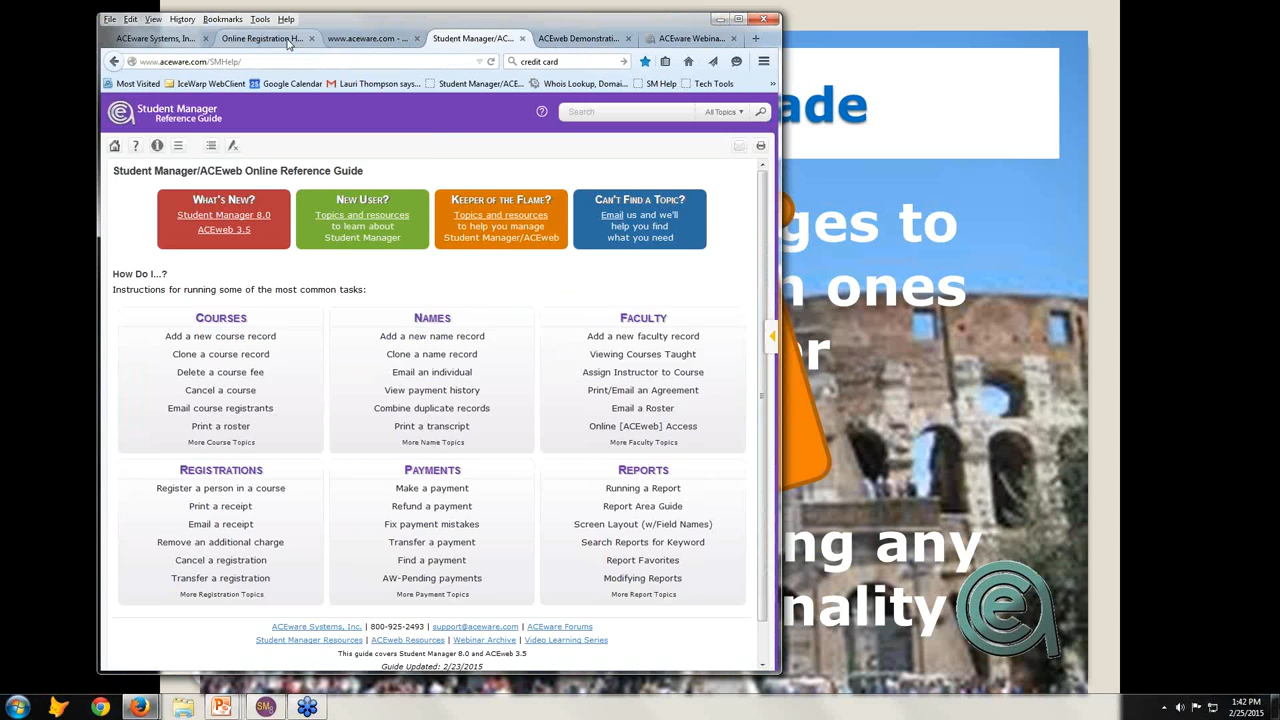 File Edit View History Bookmarks Tools Help
ACEware Systems, In... Online Registration H... www.aceware.com - ... Student Manager/AC... ACEweb Demonstrati... ACEware Webina...
www.aceware.com/SMHelp/ credit card
Most Visited IceWarp WebClient 25 Google Calendar Lauri Thompson says... Student Manager/ACE... Whois Lookup, Domai... SM Help Tech Tools
Student Manager
Reference Guide
Search All Topics
Student Manager/ACEweb Online Reference Guide
What's New?
Student Manager 8.0
ACEweb 3.5
New User?
Topics and resources
to learn about
Student Manager
Keeper of the Flame?
Topics and resources
to help you manage
Student Manager/ACEweb
Can't Find a Topic?
Email us and we'll
help you find
what you need
How Do I...?
Instructions for running some of the most common tasks:
Courses
Add a new course record
Clone a course record
Delete a course fee
Cancel a course
Email course registrants
Print a roster
More Course Topics
Names
Add a new name record
Clone a name record
Email an individual
View payment history
Combine duplicate records
Print a transcript
More Name Topics
Faculty
Add a new faculty record
Viewing Courses Taught
Assign Instructor to Course
Print/Email an Agreement
Email a Roster
Online [ACEweb] Access
More Faculty Topics
Registrations
Register a person in a course
Print a receipt
Email a receipt
Remove an additional charge
Cancel a registration
Transfer a registration
More Registration Topics
Payments
Make a payment
Refund a payment
Fix payment mistakes
Transfer a payment
Find a payment
AW-Pending payments
More Payment Topics
Reports
Running a Report
Report Area Guide
Screen Layout (w/Field Names)
Search Reports for Keyword
Report Favorites
Modifying Reports
More Report Topics
ACEware Systems, Inc. | 800-925-2493 | support@aceware.com | ACEware Forums
Student Manager Resources | ACEweb Resources | Webinar Archive | Video Learning Series
This guide covers Student Manager 8.0 and ACEweb 3.5
Guide Updated: 2/23/2015
ade
ges to
n ones
r
ng any
nality
1:42 PM
2/25/2015